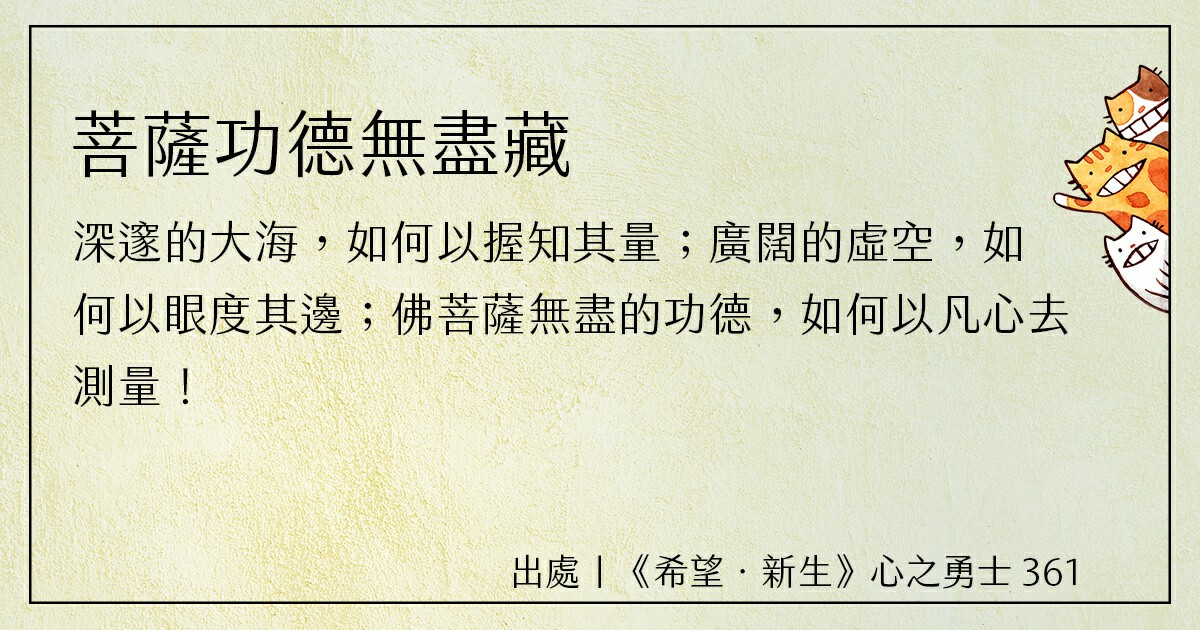 菩薩功德無盡藏
深邃的大海，如何以握知其量；廣闊的虛空，如
何以眼度其邊；佛菩薩無盡的功德，如何以凡心去
測量！
出處｜《希望．新生》心之勇士 361